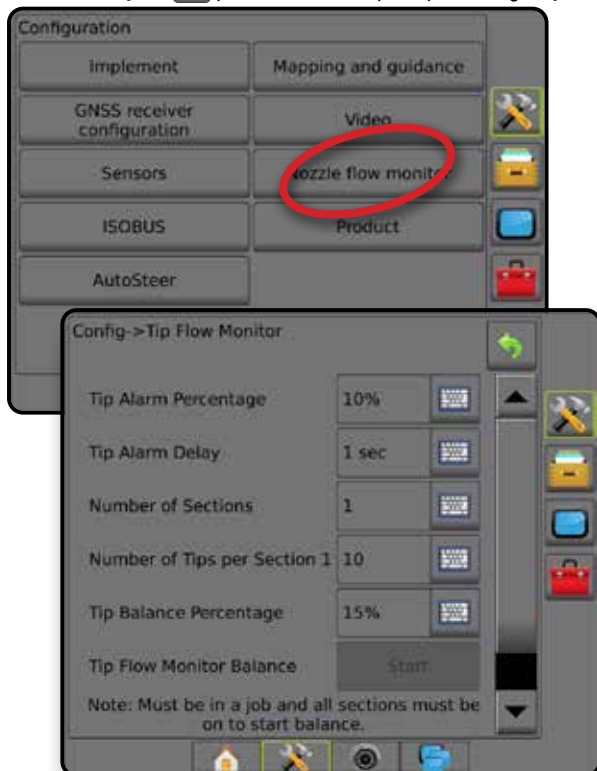 Configuration
Implement
Mapping and guidance
GNSS receiver
configuration
Video
Sensors
Nozzle flow monitor
ISOBUS
Product
AutoSteer
Config->Tip Flow Monitor
Tip Alarm Percentage 10%
Tip Alarm Delay 1 sec
Number of Sections 1
Number of Tips per Section 1 10
Tip Balance Percentage 15%
Tip Flow Monitor Balance Start
Note: Must be in a job and all sections must be
on to start balance.